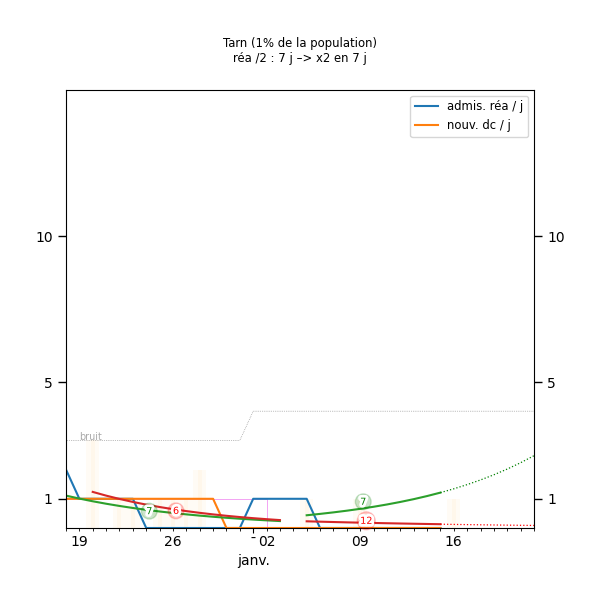 Tarn (1% de la population)
réa /2 : 7 j –> x2 en 7 j
admis. réa / j
nouv. dc / j
10
10
5
5
bruit
1
1
7
6
7
12
19
26
- 02
09
16
janv.